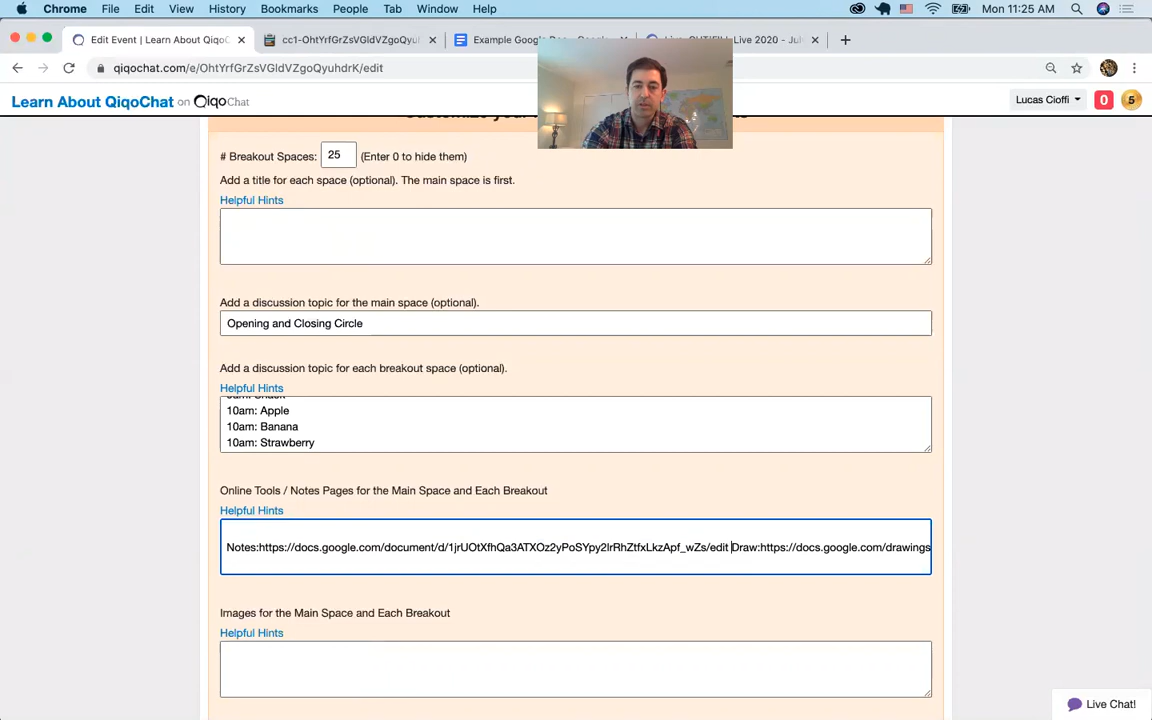 Chrome File Edit View History Bookmarks People Tab Window Help Mon 11:25 AM
Edit Event | Learn About QiqoC cc1-OhtYrfGrZsVGldVZgoQyu Example Google Doc
qiqochat.com/e/OhtYrfGrZsVGldVZgoQyuhdrK/edit
Learn About QiqoChat on Qiqo Chat Lucas Cioffi 0 5
# Breakout Spaces: 25 (Enter 0 to hide them)
Add a title for each space (optional). The main space is first.
Helpful Hints
Add a discussion topic for the main space (optional).
Opening and Closing Circle
Add a discussion topic for each breakout space (optional).
Helpful Hints
10am: Apple
10am: Banana
10am: Strawberry
Online Tools / Notes Pages for the Main Space and Each Breakout
Helpful Hints
Notes:https://docs.google.com/document/d/1jrUOtXfhQa3ATXOz2yPoSYpy2lrRhZtfxLkzApf_wZs/edit Draw:https://docs.google.com/drawings
Images for the Main Space and Each Breakout
Helpful Hints
Live Chat!